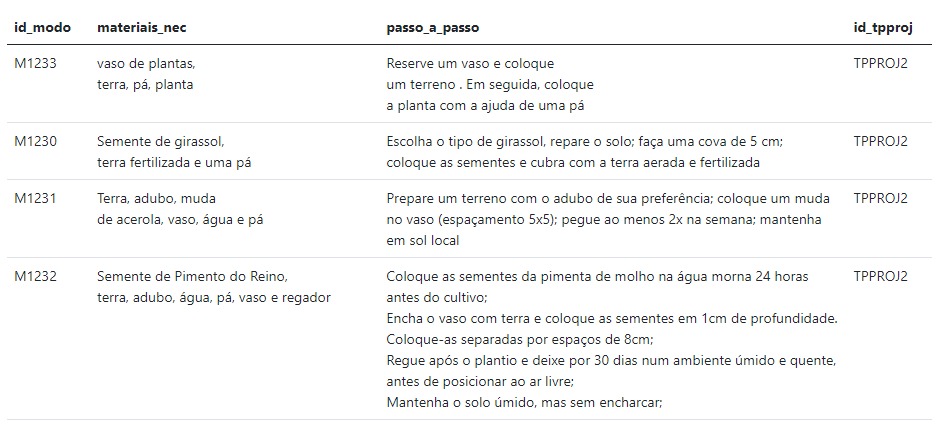 id_modo materiais_nec passo_a_passo id_tpproj
M1233 vaso de plantas, Reserve um vaso e coloque TPPROJ2
terra, pá, planta um terreno . Em seguida, coloque
a planta com a ajuda de uma pá
M1230 Semente de girassol, Escolha o tipo de girassol, repare o solo; faça uma cova de 5 cm; TPPROJ2
terra fertilizada e uma pá coloque as sementes e cubra com a terra aerada e fertilizada
M1231 Terra, adubo, muda Prepare um terreno com o adubo de sua preferência; coloque um muda TPPROJ2
de acerola, vaso, água e pá no vaso (espaçamento 5x5); pegue ao menos 2x na semana; mantenha
em sol local
M1232 Semente de Pimento do Reino, Coloque as sementes da pimenta de molho na água morna 24 horas TPPROJ2
terra, adubo, água, pá, vaso e regador antes do cultivo;
Encha o vaso com terra e coloque as sementes em 1cm de profundidade.
Coloque-as separadas por espaços de 8cm;
Regue após o plantio e deixe por 30 dias num ambiente úmido e quente,
antes de posicionar ao ar livre;
Mantenha o solo úmido, mas sem encharcar;